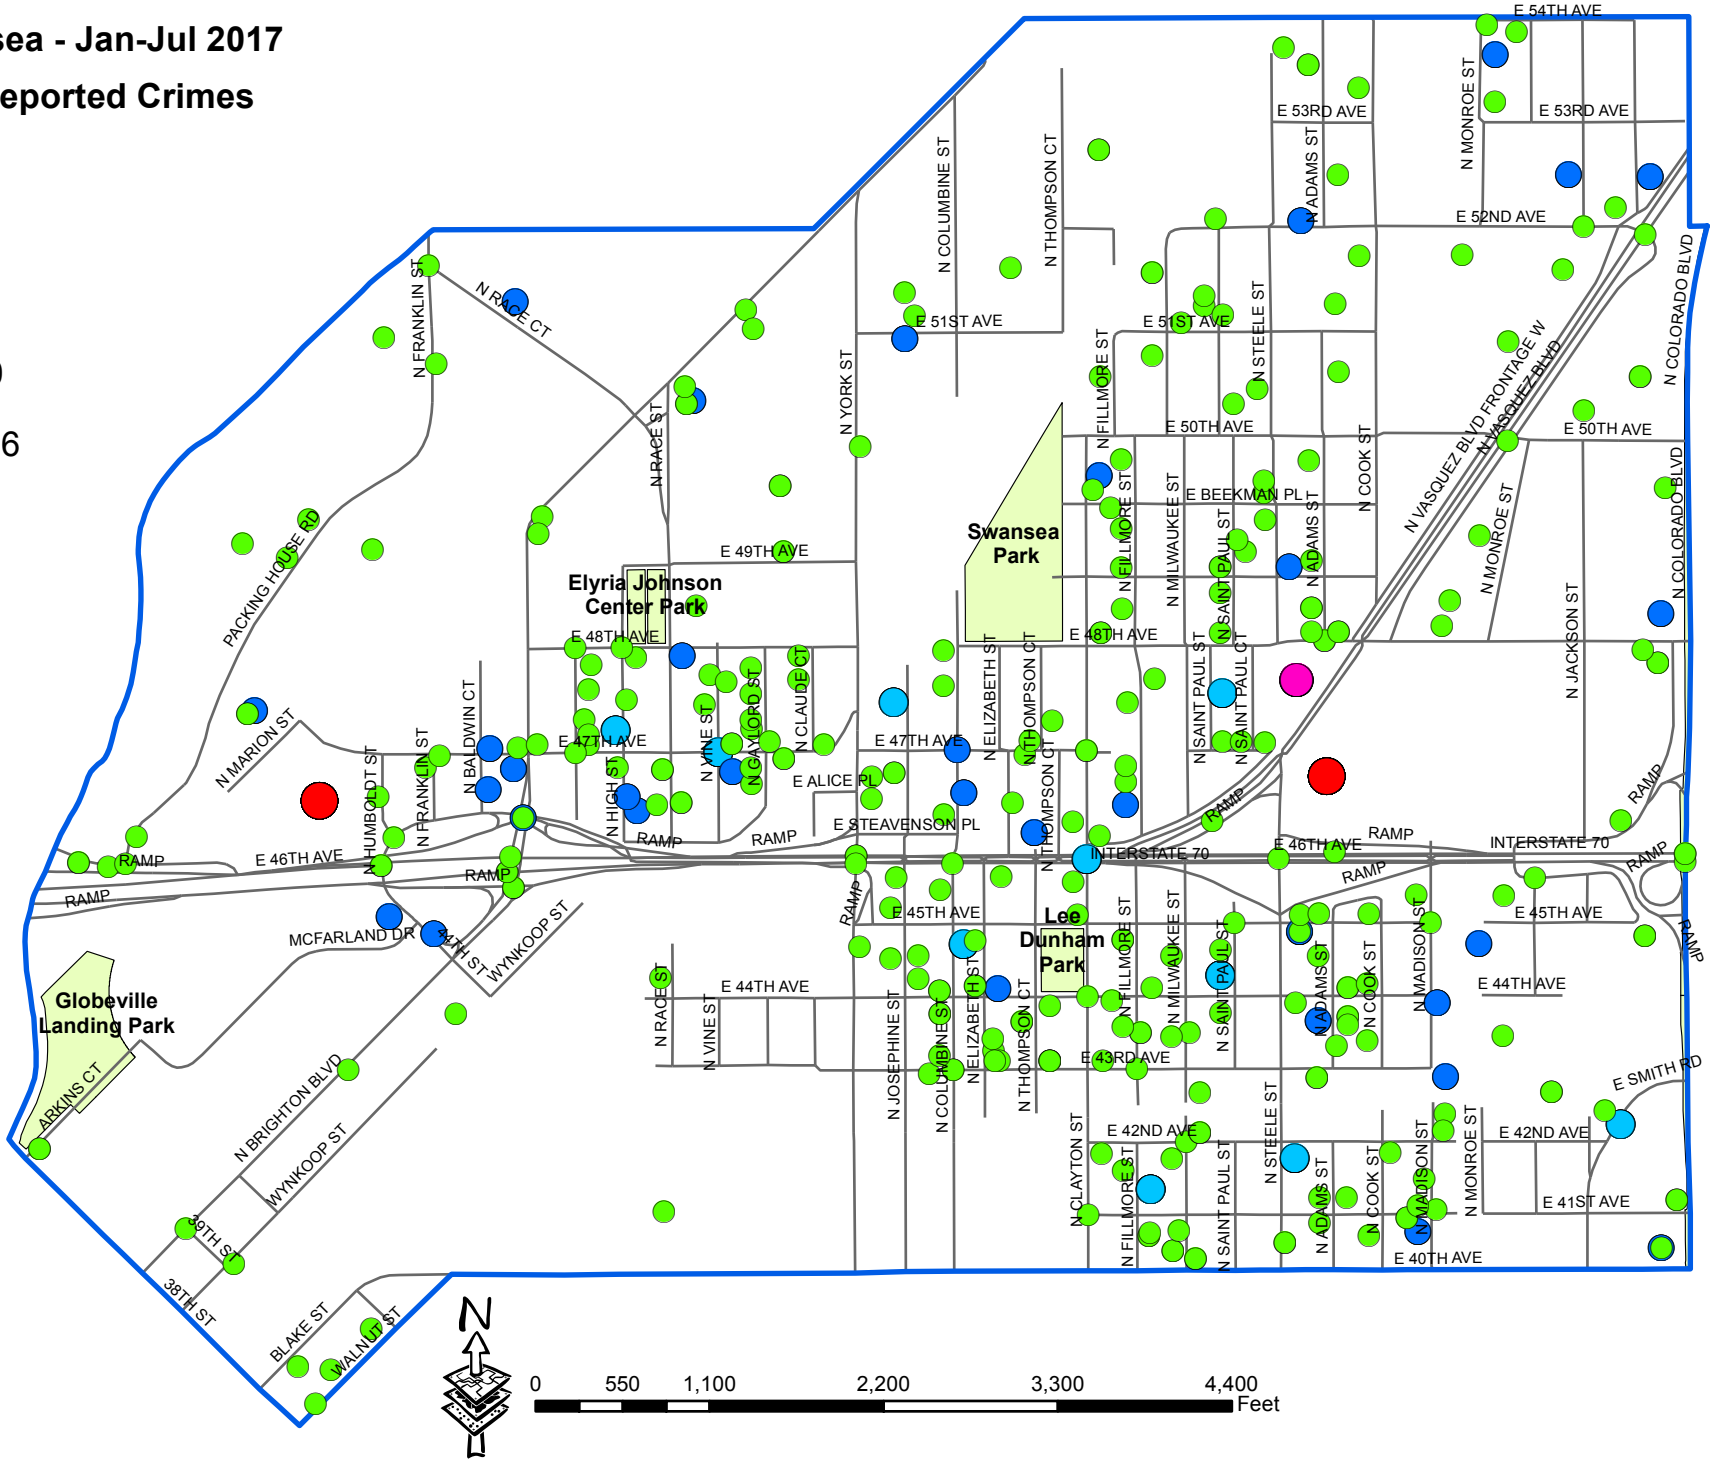 sea - Jan-Jul 2017
eported Crimes
6
E 54TH AVE
N MONROE ST
E 53RD AVE
E 53RD AVE
N ADAMS ST
N COLUMBINE ST
N THOMPSON CT
E 52ND AVE
N COLORADO BLVD
N FRANKLIN ST
N RACE CT
E 51ST AVE
E 51ST AVE
N STEELE ST
N FILLMORE ST
N YORK ST
N VASQUEZ BLVD FRONTAGE W
N VASQUEZ BLVD
N RACE ST
E 50TH AVE
E 50TH AVE
N COOK ST
N COLORADO BLVD
E BEEKMAN PL
N FILLMORE ST
N MILWAUKEE ST
N SAINT PAUL ST
N ADAMS ST
N MONROE ST
PACKING HOUSE RD
Swansea
Park
E 49TH AVE
Elyria Johnson
Center Park
E 48TH AVE
E 48TH AVE
N JACKSON ST
N ELIZABETH ST
N THOMPSON CT
N SAINT PAUL ST
N SAINT PAUL CT
N CLAUDE CT
N GAYLORD ST
N VINE ST
N BALDWIN CT
N MARION ST
N FRANKLIN ST
N HUMBOLDT ST
E 47TH AVE
E 47TH AVE
N HIGH ST
E ALICE PL
N THOMPSON CT
RAMP
RAMP
E STEAVENSON PL
RAMP
RAMP
RAMP
E 46TH AVE
INTERSTATE 70
INTERSTATE 70
RAMP
E 46TH AVE
RAMP
RAMP
RAMP
RAMP
RAMP
E 45TH AVE
E 45TH AVE
Lee
Dunham
Park
N FILLMORE ST
N MILWAUKEE ST
N SAINT PAUL ST
N ADAMS ST
N COOK ST
N MADISON ST
RAMP
MCFARLAND DR
44TH ST
WYNKOOP ST
Globeville
Landing Park
N RACE ST
E 44TH AVE
E 44TH AVE
N VINE ST
N JOSEPHINE ST
N COLUMBINE ST
N ELIZABETH ST
N THOMPSON CT
E 43RD AVE
E SMITH RD
ARKINS CT
N BRIGHTON BLVD
WYNKOOP ST
E 42ND AVE
E 42ND AVE
N CLAYTON ST
N FILLMORE ST
N SAINT PAUL ST
N STEELE ST
N ADAMS ST
N COOK ST
N MADISON ST
N MONROE ST
E 41ST AVE
39TH ST
38TH ST
E 40TH AVE
BLAKE ST
WALNUT ST
N
0 550 1,100 2,200 3,300 4,400
Feet